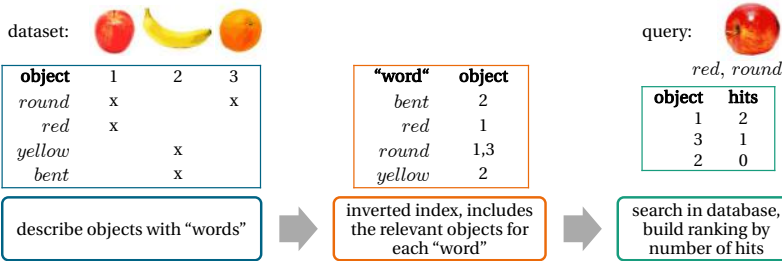 dataset:
object 1 2 3
round x x
red x
yellow x
bent x
describe objects with “words”
“word“ object
bent 2
red 1
round 1,3
yellow 2
inverted index, includes
the relevant objects for
each “word”
query:
red, round
object hits
1 2
3 1
2 0
search in database,
build ranking by
number of hits